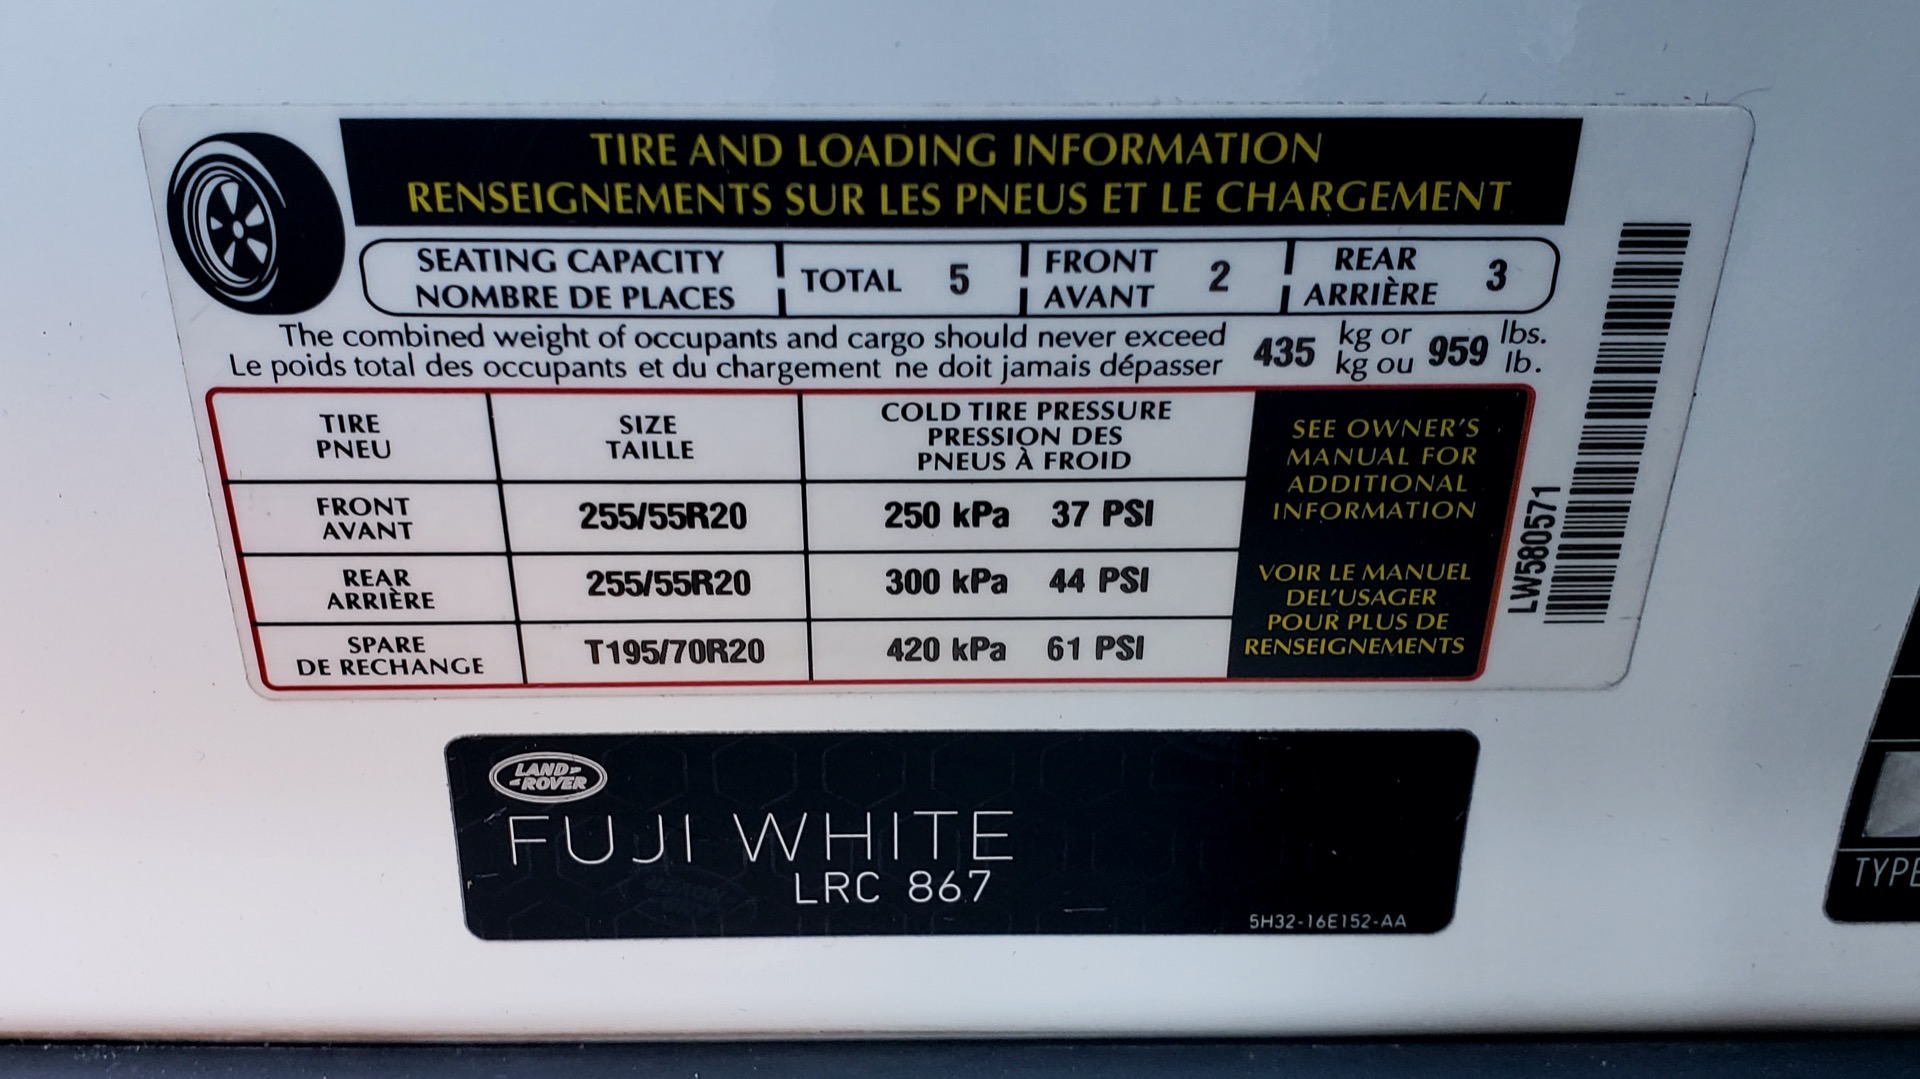 TIRE AND LOADING INFORMATION
RENSEIGNEMENTS SUR LES PNEUS ET LE CHARGEMENT
SEATING CAPACITY
NOMBRE DE PLACES
TOTAL 5
FRONT
AVANT
2
REAR
ARRIÈRE
3
The combined weight of occupants and cargo should never exceed
Le poids total des occupants et du chargement ne doit jamais dépasser
435
kg or
kg ou
959
lbs.
lb.
TIRE
PNEU
SIZE
TAILLE
COLD TIRE PRESSURE
PRESSION DES
PNEUS À FROID
FRONT
AVANT
255/55R20
250 kPa 37 PSI
REAR
ARRIÈRE
255/55R20
300 kPa 44 PSI
SPARE
DE RECHANGE
T195/70R20
420 kPa 61 PSI
SEE OWNER'S
MANUAL FOR
ADDITIONAL
INFORMATION
VOIR LE MANUEL
DEL'USAGER
POUR PLUS DE
RENSEIGNEMENTS
LW580571
LAND-
-ROVER
FUJI WHITE
LRC 867
5H32-16E152-AA
TYPE